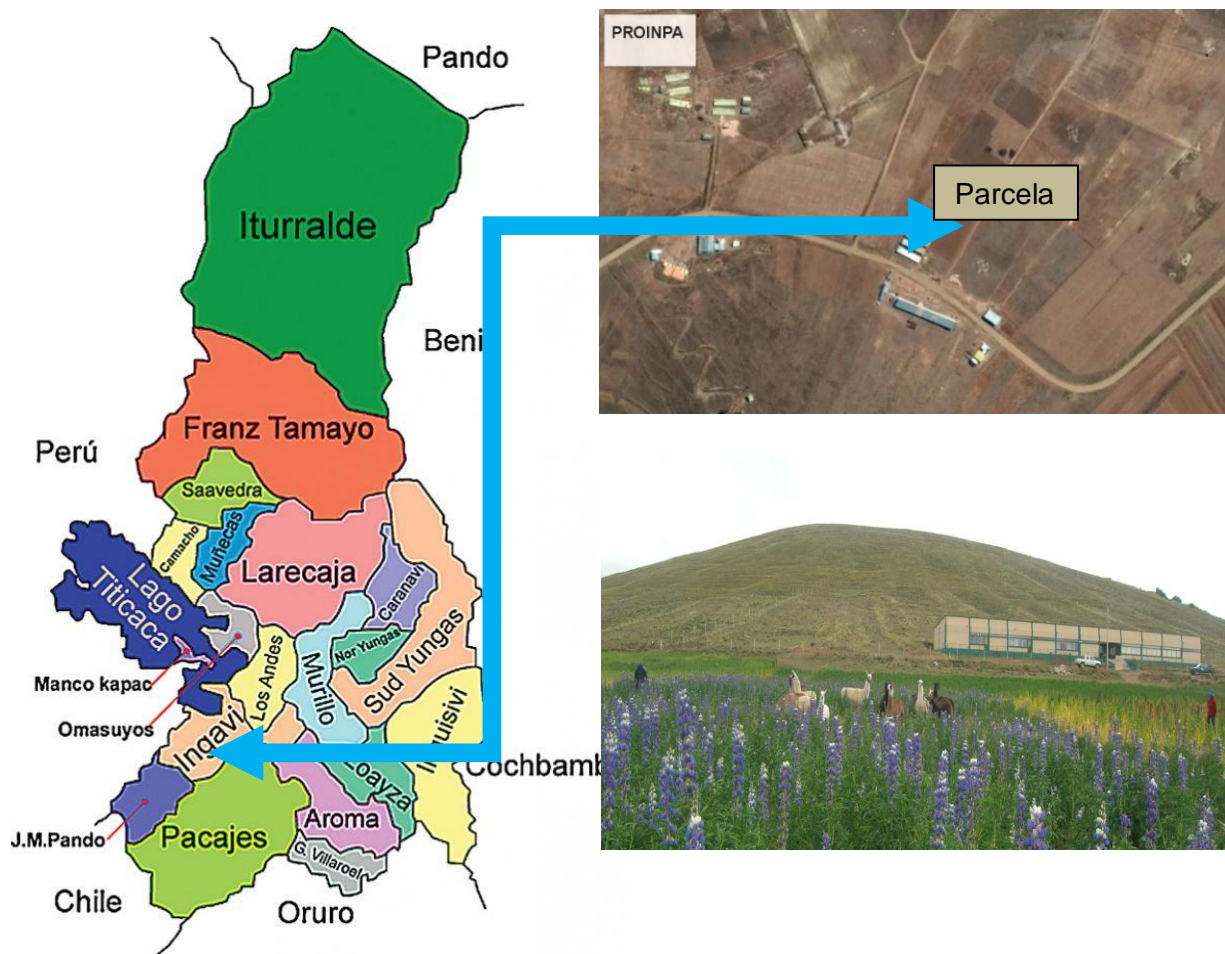 Pando
PROINPA
Parcela
Iturralde
Beni
Franz Tamayo
Perú
Saavedra
Camacho
Muñecas
Larecaja
Caranavi
Lago
Titicaca
Nor Yungas
Sud Yungas
Manco kapac
Los Andes
Murillo
Omasuyos
Ingavi
Loayza
Cochbamb
J.M.Pando
Pacajes
Aroma
G. Villaroel
Chile
Oruro